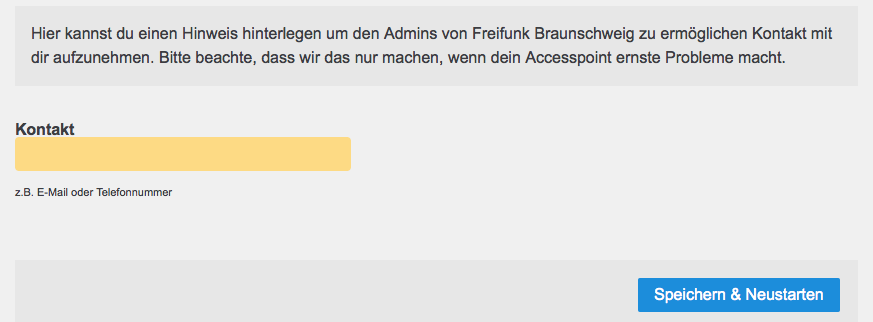 Hier kannst du einen Hinweis hinterlegen um den Admins von Freifunk Braunschweig zu ermöglichen Kontakt mit
dir aufzunehmen. Bitte beachte, dass wir das nur machen, wenn dein Accesspoint ernste Probleme macht.
Kontakt
z.B. E-Mail oder Telefonnummer
Speichern & Neustarten